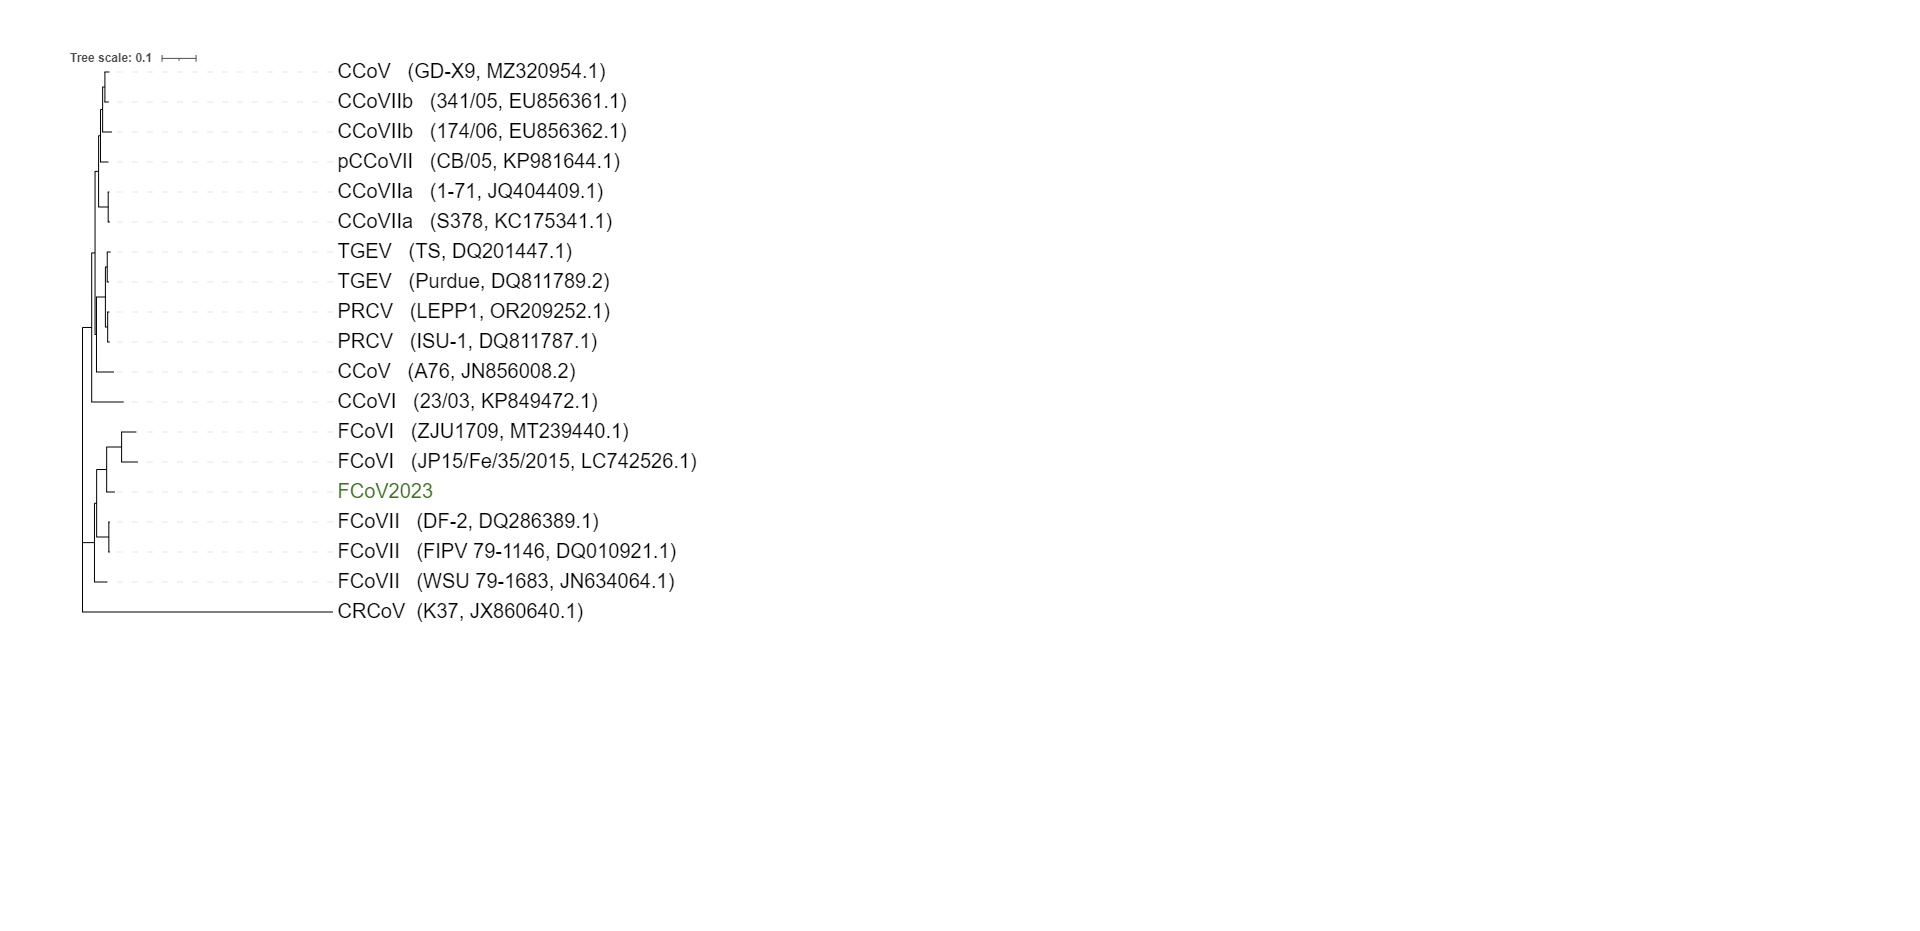 Tree scale: 0.1
CCoV (GD-X9, MZ320954.1)
CCoVIIb (341/05, EU856361.1)
CCoVIIb (174/06, EU856362.1)
pCCoVII (CB/05, KP981644.1)
CCoVIIa (1-71, JQ404409.1)
CCoVIIa (S378, KC175341.1)
TGEV (TS, DQ201447.1)
TGEV (Purdue, DQ811789.2)
PRCV (LEPP1, OR209252.1)
PRCV (ISU-1, DQ811787.1)
CCoV (A76, JN856008.2)
CCoVI (23/03, KP849472.1)
FCoVI (ZJU1709, MT239440.1)
FCoVI (JP15/Fe/35/2015, LC742526.1)
FCoV2023
FCoVII (DF-2, DQ286389.1)
FCoVII (FIPV 79-1146, DQ010921.1)
FCoVII (WSU 79-1683, JN634064.1)
CRCoV (K37, JX860640.1)